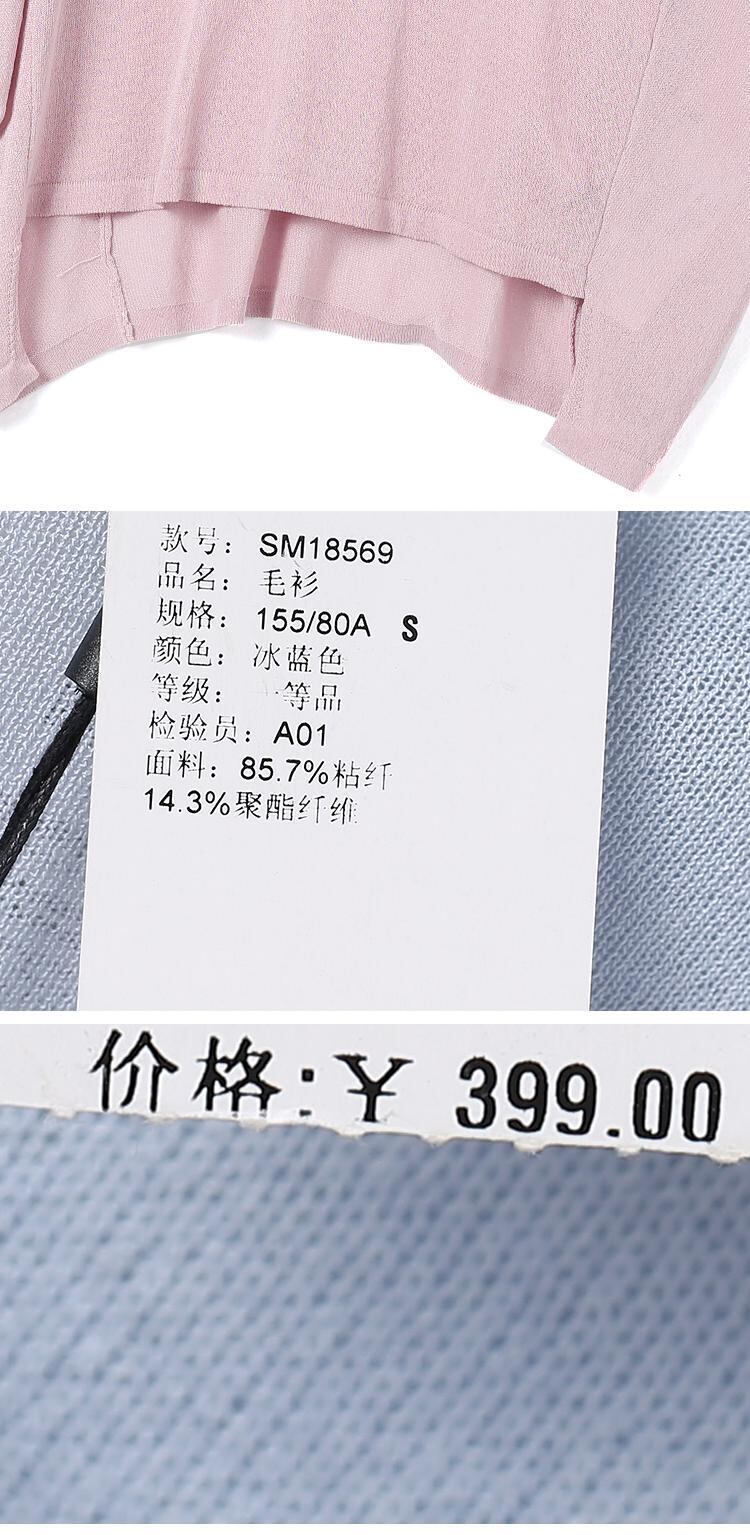 款号: SM18569
品名: 毛衫
规格: 155/80A S
颜色: 冰蓝色
等级: 一等品
检验员: A01
面料: 85.7%粘纤
14.3%聚酯纤维
价格:¥ 399.00